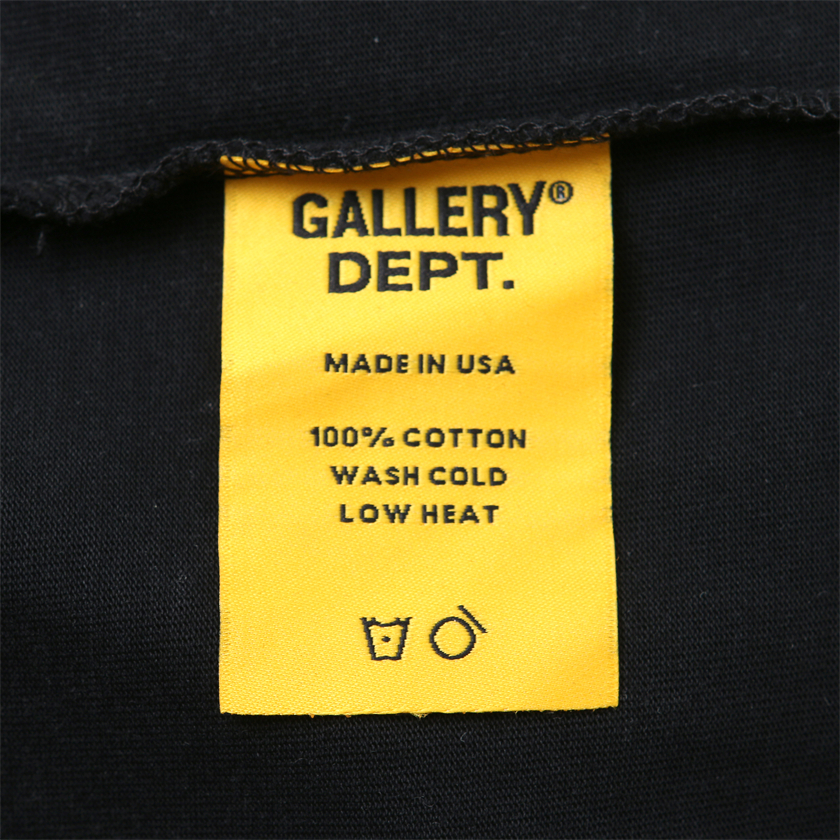 GALLERY®
DEPT.
MADE IN USA
100% COTTON
WASH COLD
LOW HEAT